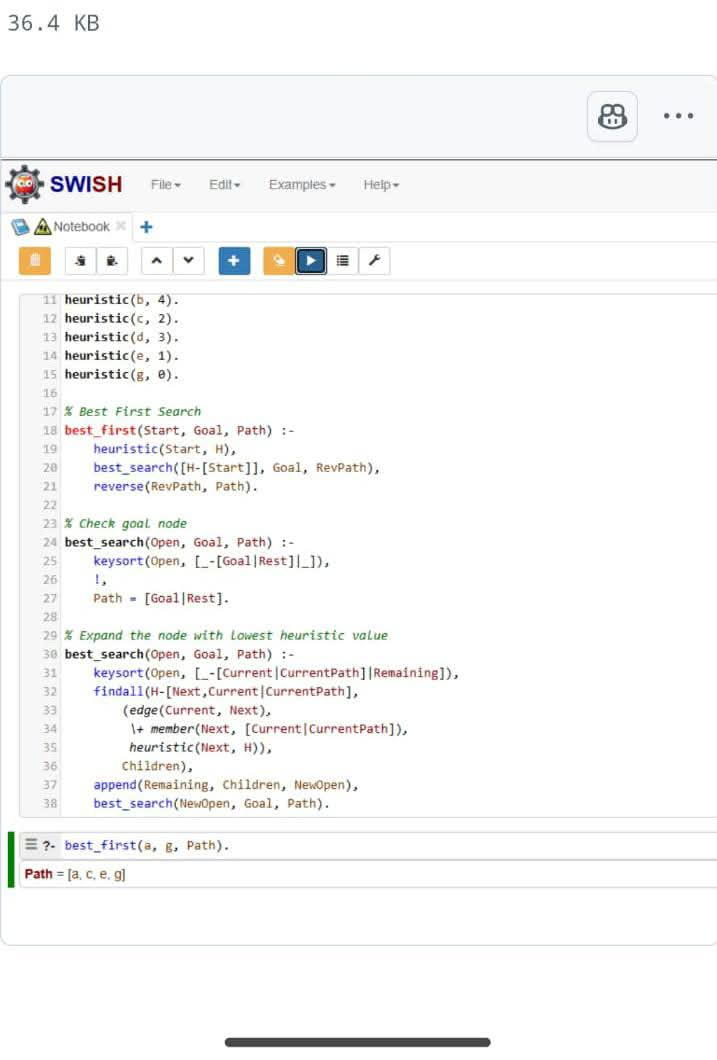 36.4 KB
SWISH File Edit Examples Help
Notebook
11 heuristic(b, 4).
12 heuristic(c, 2).
13 heuristic(d, 3).
14 heuristic(e, 1).
15 heuristic(g, 0).
16
17 % Best First Search
18 best_first(Start, Goal, Path) :-
19 heuristic(Start, H),
20 best_search([H-[Start]], Goal, RevPath),
21 reverse(RevPath, Path).
22
23 % Check goal node
24 best_search(Open, Goal, Path) :-
25 keysort(Open, [_-[Goal|Rest]|_]),
26 !,
27 Path = [Goal|Rest].
28
29 % Expand the node with lowest heuristic value
30 best_search(Open, Goal, Path) :-
31 keysort(Open, [_-[Current|CurrentPath]|Remaining]),
32 findall(H-[Next,Current|CurrentPath],
33 (edge(Current, Next),
34 \+ member(Next, [Current|CurrentPath]),
35 heuristic(Next, H)),
36 Children),
37 append(Remaining, Children, NewOpen),
38 best_search(NewOpen, Goal, Path).
?- best_first(a, g, Path).
Path = [a, c, e, g]